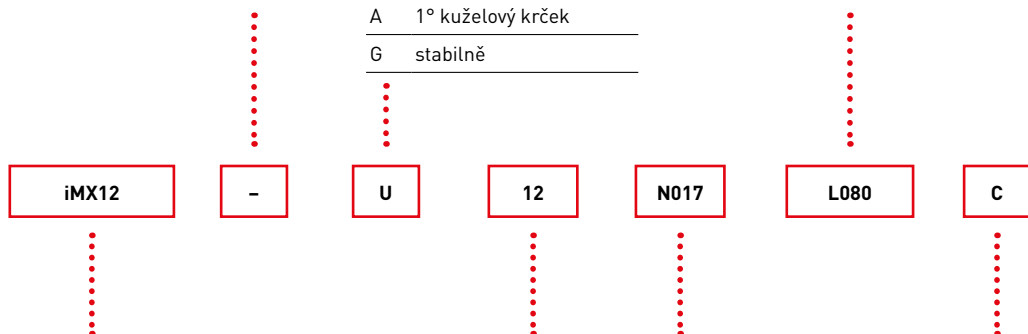 A 1° kuželový krček
G stabilně
iMX12 – U 12 N017 L080 C